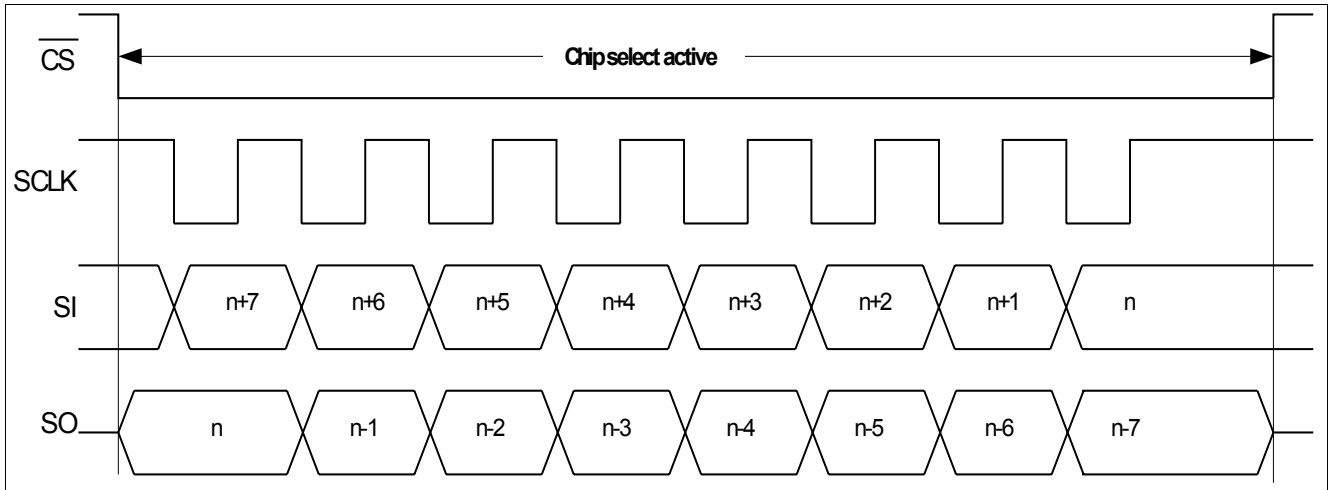 CS
Chip select active
SCLK
SI
n+7 n+6 n+5 n+4 n+3 n+2 n+1 n
SO
n n-1 n-2 n-3 n-4 n-5 n-6 n-7